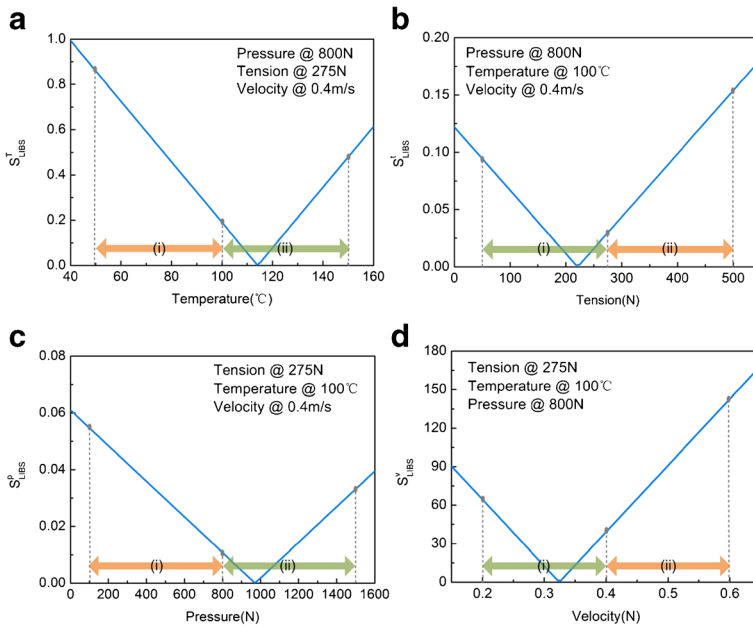 a
Pressure @ 800N
Tension @ 275N
Velocity @ 0.4m/s
1.0
0.8
0.6
0.4
0.2
0.0
S^T_LIBS
(i)
(ii)
40 60 80 100 120 140 160
Temperature(℃)
b
Pressure @ 800N
Temperature @ 100℃
Velocity @ 0.4m/s
0.20
0.15
0.10
0.05
0.00
S^t_LIBS
(i)
(ii)
0 100 200 300 400 500
Tension(N)
c
Tension @ 275N
Temperature @ 100℃
Velocity @ 0.4m/s
0.08
0.06
0.04
0.02
0.00
S^p_LIBS
(i)
(ii)
0 200 400 600 800 1000 1200 1400 1600
Pressure(N)
d
Tension @ 275N
Temperature @ 100℃
Pressure @ 800N
180
150
120
90
60
30
0
S^v_LIBS
(i)
(ii)
0.2 0.3 0.4 0.5 0.6
Velocity(N)